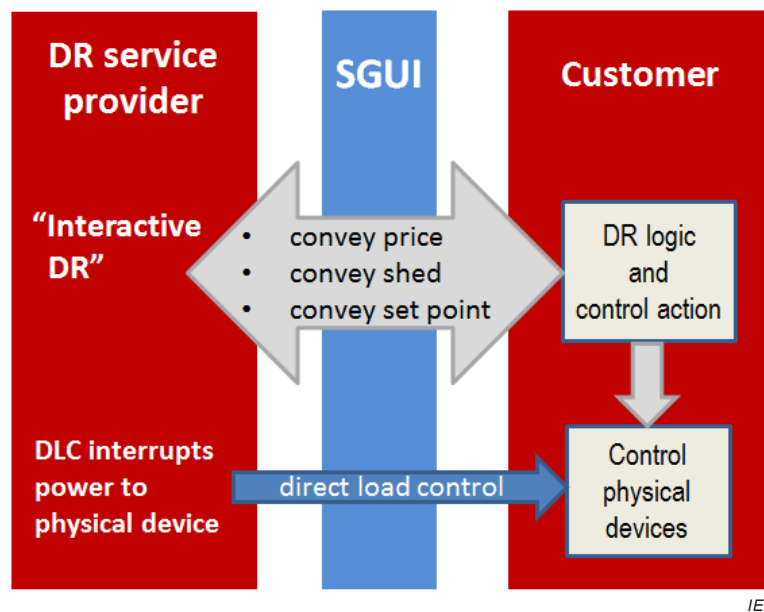 DR service
provider
SGUI
Customer
“Interactive
DR”
• convey price
• convey shed
• convey set point
DR logic
and
control action
DLC interrupts
power to
physical device
direct load control
Control
physical
devices
IE